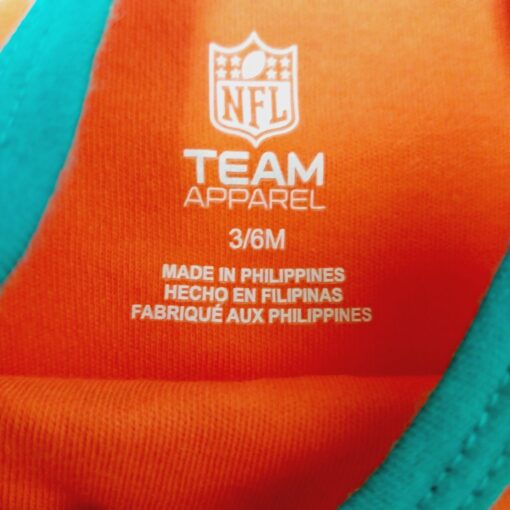 NFL
TEAM
APPAREL
3/6M
MADE IN PHILIPPINES
HECHO EN FILIPINAS
FABRIQUÉ AUX PHILIPPINES